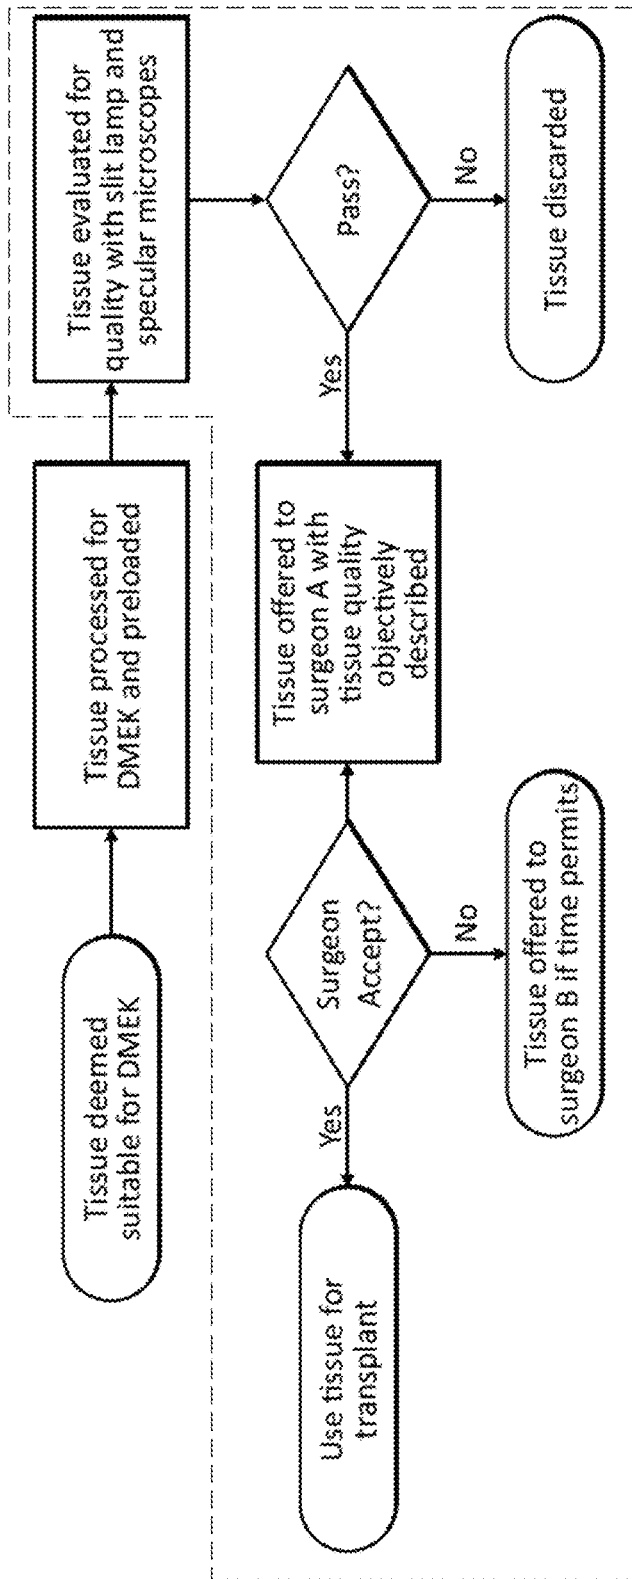 Tissue deemed
suitable for DMEK
Tissue processed for
DMEK and preloaded
Tissue evaluated for
quality with slit lamp and
specular microscopes
Pass?
Yes
No
Tissue discarded
Tissue offered to
surgeon A with
tissue quality
objectively
described
Surgeon
Accept?
Yes
No
Tissue offered to
surgeon B if time permits
Use tissue for
transplant